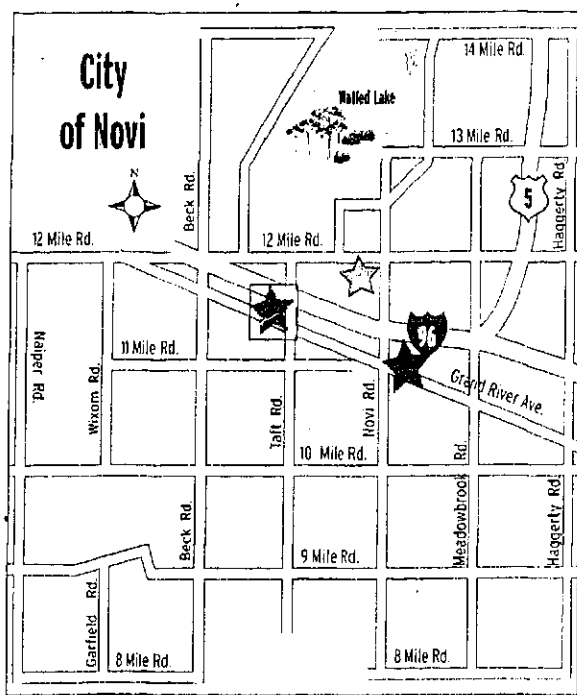 City
of Novi
N
Walled Lake
14 Mile Rd.
13 Mile Rd.
Beck Rd.
Haggerty Rd
5
12 Mile Rd.
12 Mile Rd.
96
Naiper Rd.
11 Mile Rd.
Wixom Rd.
Taft Rd.
Novi Rd.
Grand River Ave.
10 Mile Rd.
Meadowbrook Rd.
Haggerty Rd.
Beck Rd.
9 Mile Rd.
Garfield Rd.
8 Mile Rd.
8 Mile Rd.